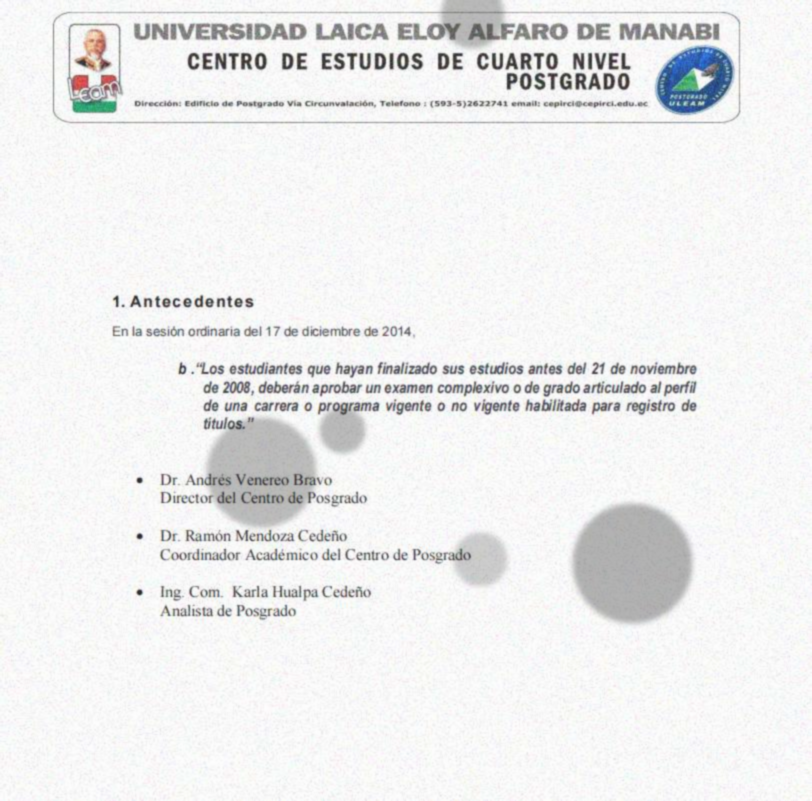 UNIVERSIDAD LAICA ELOY ALFARO DE MANABI
CENTRO DE ESTUDIOS DE CUARTO NIVEL
POSTGRADO
Dirección: Edificio de Postgrado Via Circunvalación, Telefono : (593-5)2622741 email: cepirci@cepirci.edu.ec
POSTGRADO
ULEAM
1. Antecedentes
En la sesión ordinaria del 17 de diciembre de 2014,
b ."Los estudiantes que hayan finalizado sus estudios antes del 21 de noviembre
de 2008, deberán aprobar un examen complexivo o de grado articulado al perfil
de una carrera o programa vigente o no vigente habilitada para registro de
títulos."
• Dr. Andrés Venereo Bravo
Director del Centro de Posgrado
• Dr. Ramón Mendoza Cedeño
Coordinador Académico del Centro de Posgrado
• Ing. Com. Karla Hualpa Cedeño
Analista de Posgrado